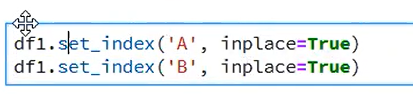 df1.set_index('A', inplace=True)
df1.set_index('B', inplace=True)